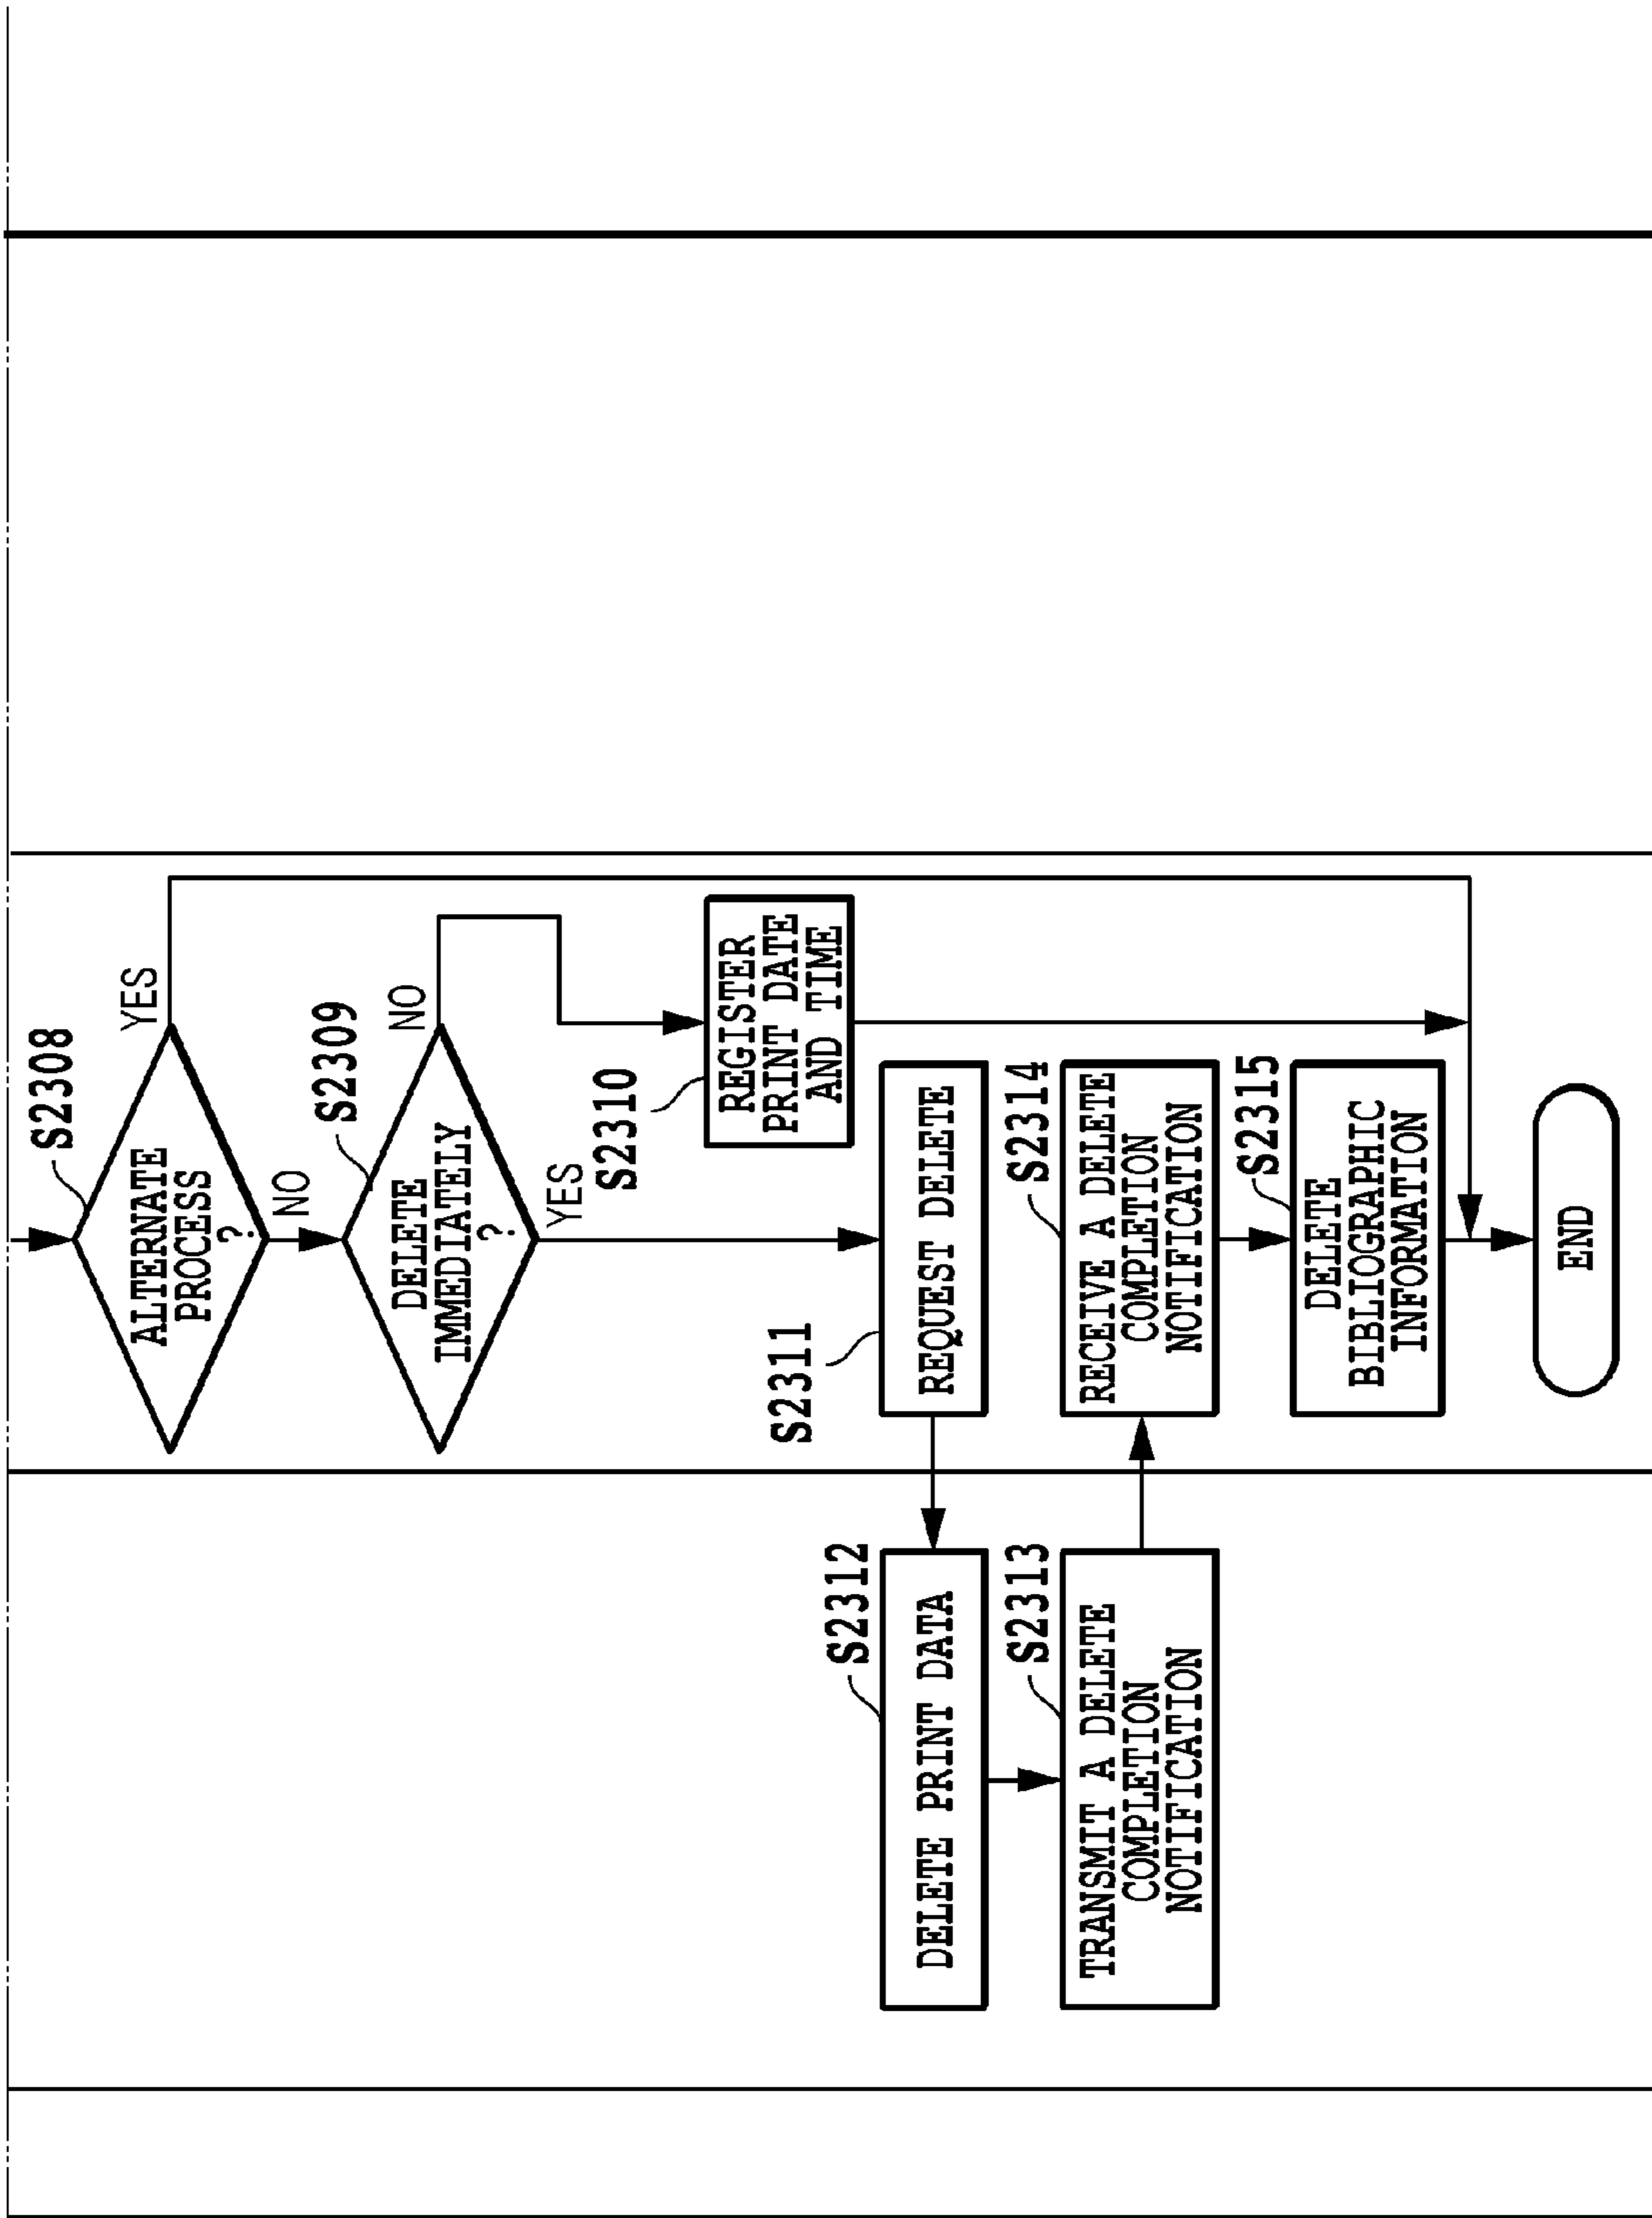 S2308
ALTERNATE
PROCESS
?
YES
NO
S2309
DELETE
IMMEDIATELY
?
NO
YES
S2310
REGISTER
PRINT DATE
AND TIME
S2311
REQUEST DELETE
S2312
DELETE PRINT DATA
S2313
TRANSMIT A DELETE
COMPLETION
NOTIFICATION
S2314
RECEIVE A DELETE
COMPLETION
NOTIFICATION
S2315
DELETE
BIBLIOGRAPHIC
INFORMATION
END